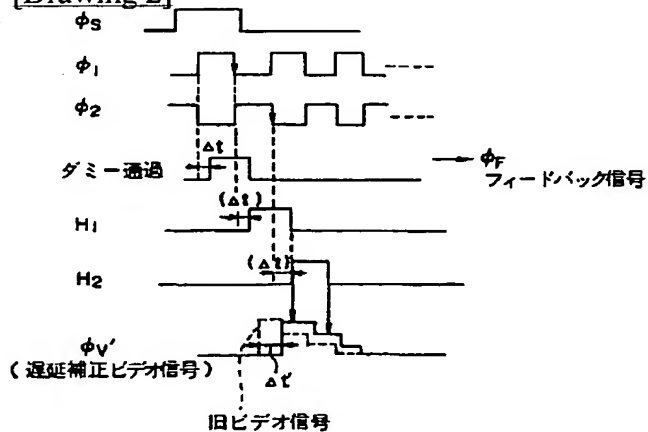 [Drawing 2]
φs
φ1
φ2
Δt
ダミー通過
φF
フィードバック信号
(Δt)
H1
(Δt)
H2
φV'
(遅延補正ビデオ信号)
Δt'
旧ビデオ信号